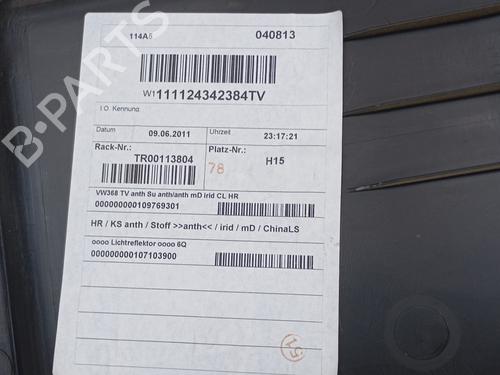 B-PARTS
114A6 040813
W1111124342384TV
I.O. Kennung:
Datum 09.06.2011 Uhrzeit 23:17:21
Rack-Nr.: TR00113804 Platz-Nr.: H15
78
VW368 TV anth Su anth/anth mD irid CL HR
000000000109769301
HR / KS anth / Stoff >>anth<< / irid / mD / ChinaLS
oooo Lichtreflektor oooo 6Q
000000000107103900